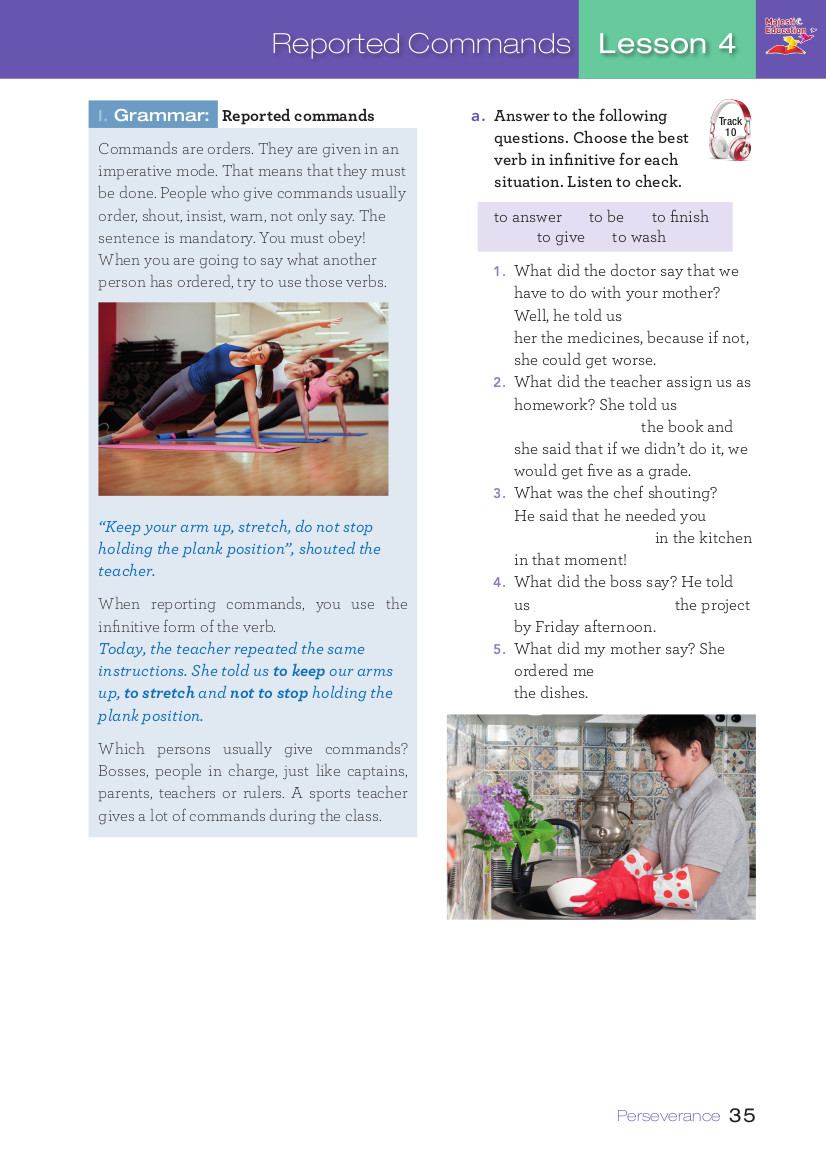 Reported Commands Lesson 4
Majestic
Education
I. Grammar: Reported commands
Commands are orders. They are given in an
imperative mode. That means that they must
be done. People who give commands usually
order, shout, insist, warn, not only say. The
sentence is mandatory. You must obey!
When you are going to say what another
person has ordered, try to use those verbs.
“Keep your arm up, stretch, do not stop
holding the plank position”, shouted the
teacher.
When reporting commands, you use the
infinitive form of the verb.
Today, the teacher repeated the same
instructions. She told us to keep our arms
up, to stretch and not to stop holding the
plank position.
Which persons usually give commands?
Bosses, people in charge, just like captains,
parents, teachers or rulers. A sports teacher
gives a lot of commands during the class.
a. Answer to the following
questions. Choose the best
verb in infinitive for each
situation. Listen to check.
Track
10
to answer to be to finish
to give to wash
1. What did the doctor say that we
have to do with your mother?
Well, he told us
her the medicines, because if not,
she could get worse.
2. What did the teacher assign us as
homework? She told us
the book and
she said that if we didn’t do it, we
would get five as a grade.
3. What was the chef shouting?
He said that he needed you
in the kitchen
in that moment!
4. What did the boss say? He told
us the project
by Friday afternoon.
5. What did my mother say? She
ordered me
the dishes.
Perseverance 35